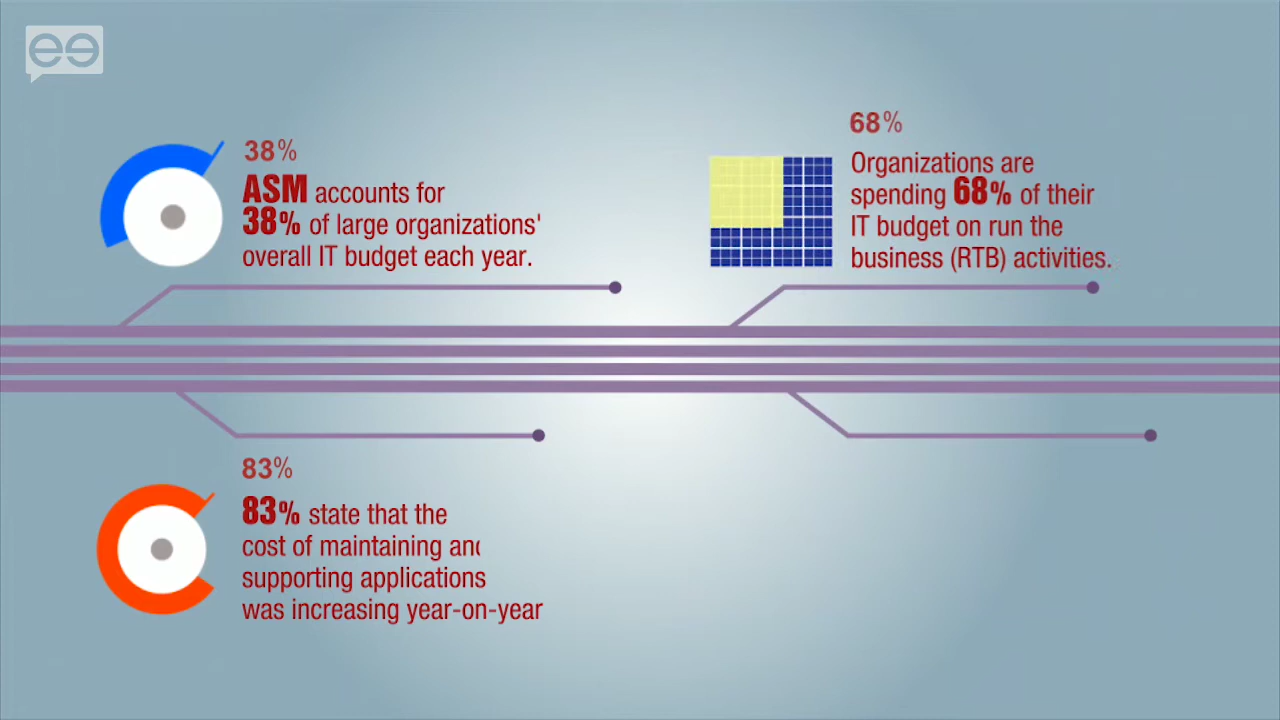 38%
ASM accounts for
38% of large organizations'
overall IT budget each year.
68%
Organizations are
spending 68% of their
IT budget on run the
business (RTB) activities.
83%
83% state that the
cost of maintaining and
supporting applications
was increasing year-on-year